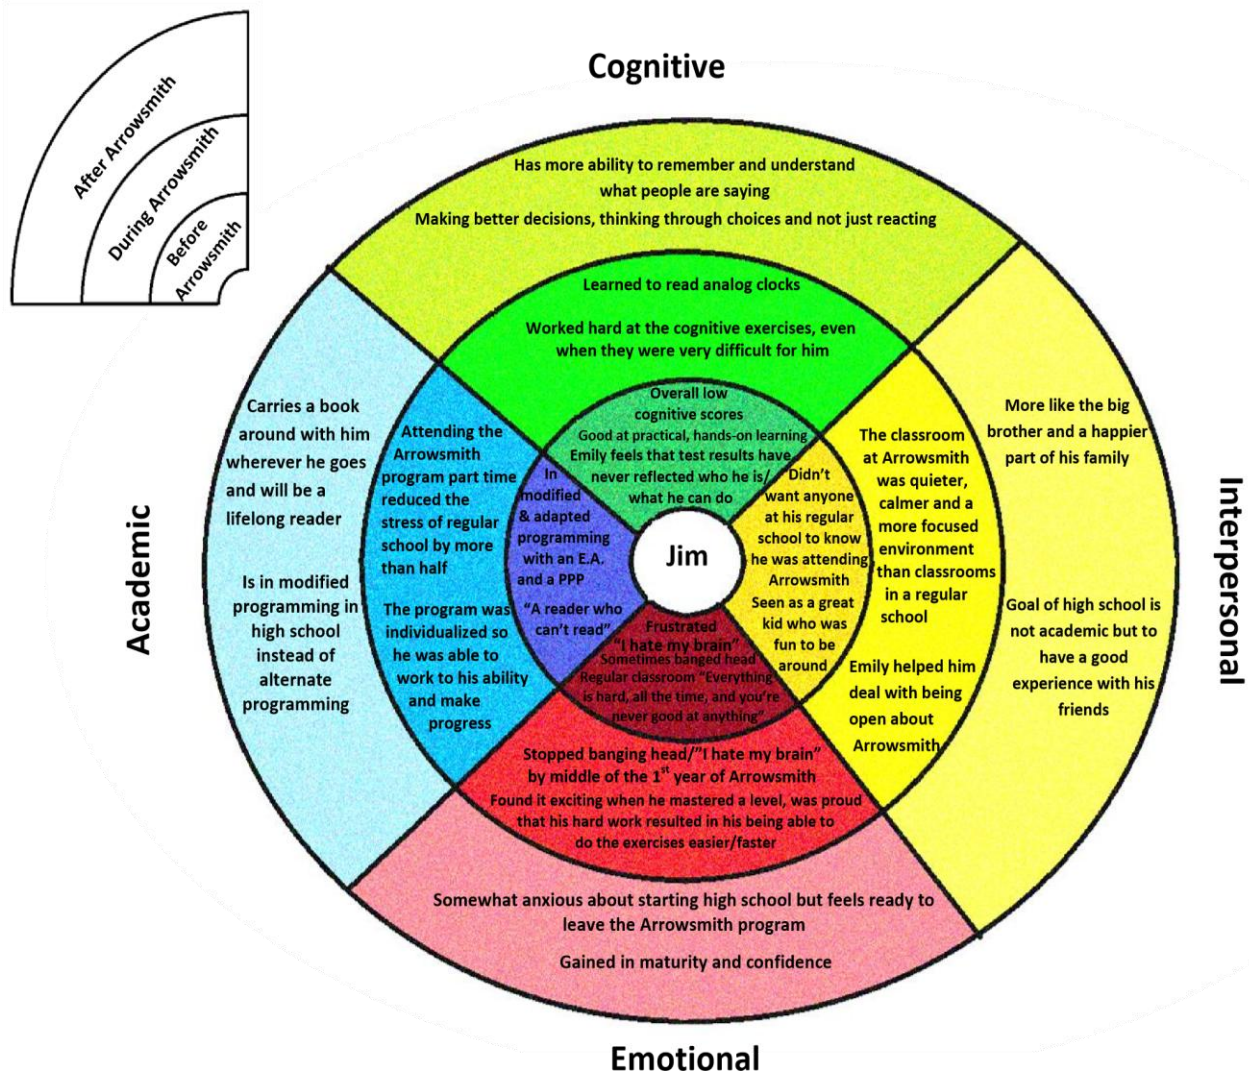 After Arrowsmith
During Arrowsmith
Before
Arrowsmith
Cognitive
Has more ability to remember and understand
what people are saying
Making better decisions, thinking through choices and not just reacting
Learned to read analog clocks
Worked hard at the cognitive exercises, even
when they were very difficult for him
Overall low
cognitive scores
Good at practical, hands-on learning
Emily feels that test results have
never reflected who he is/
what he can do
Academic
Carries a book
around with him
wherever he goes
and will be a
lifelong reader
Is in modified
programming in
high school
instead of
alternate
programming
Attending the
Arrowsmith
program part time
reduced the
stress of regular
school by more
than half
The program was
individualized so
he was able to
work to his ability
and make
progress
In
modified
& adapted
programming
with an E.A.
and a PPP
“A reader who
can’t read”
Jim
Didn’t
want anyone
at his regular
school to know
he was attending
Arrowsmith
Seen as a great
kid who was
fun to be
around
The classroom
at Arrowsmith
was quieter,
calmer and a
more focused
environment
than classrooms
in a regular
school
Emily helped him
deal with being
open about
Arrowsmith
More like the big
brother and a happier
part of his family
Goal of high school is
not academic but to
have a good
experience with his
friends
Interpersonal
Frustrated
“I hate my brain”
Sometimes banged head
Regular classroom “Everything
is hard, all the time, and you’re
never good at anything”
Stopped banging head/”I hate my brain”
by middle of the 1st year of Arrowsmith
Found it exciting when he mastered a level, was proud
that his hard work resulted in his being able to
do the exercises easier/faster
Somewhat anxious about starting high school but feels ready to
leave the Arrowsmith program
Gained in maturity and confidence
Emotional